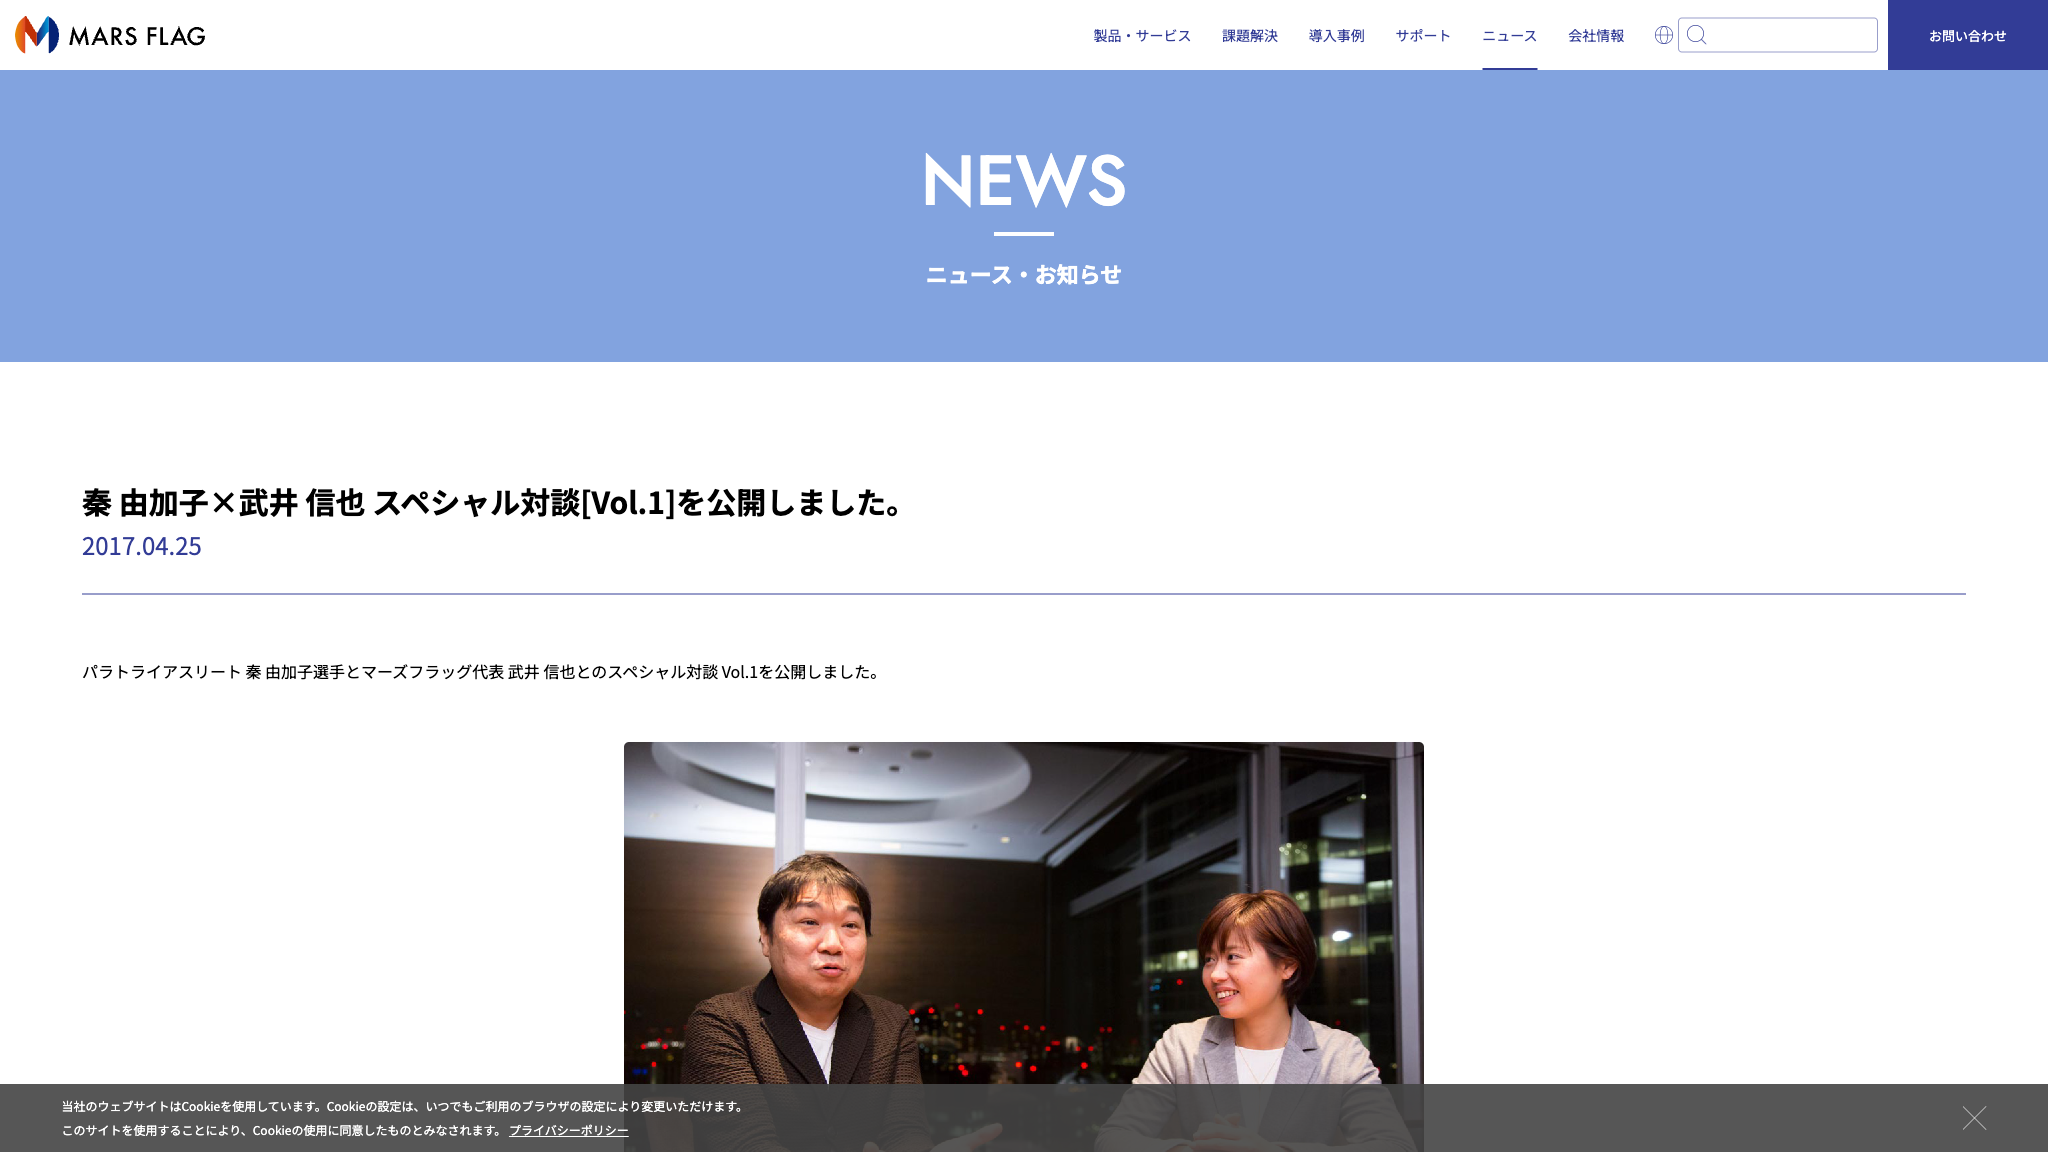 MARS FLAG
製品・サービス
課題解決
導入事例
サポート
ニュース
会社情報
お問い合わせ
NEWS
ニュース・お知らせ
秦 由加子×武井 信也 スペシャル対談[Vol.1]を公開しました。
2017.04.25
パラトライアスリート 秦 由加子選手とマーズフラッグ代表 武井 信也とのスペシャル対談 Vol.1を公開しました。
当社のウェブサイトはCookieを使用しています。Cookieの設定は、いつでもご利用のブラウザの設定により変更いただけます。
このサイトを使用することにより、Cookieの使用に同意したものとみなされます。 プライバシーポリシー